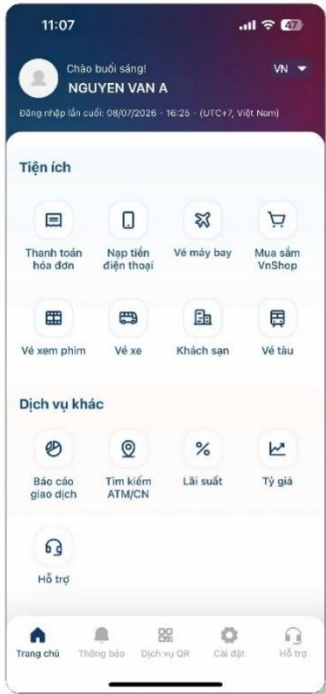 11:07
47
Chào buổi sáng!
VN
NGUYEN VAN A
Đăng nhập lần cuối: 08/07/2026 - 16:25 - (UTC+7, Việt Nam)
Tiện ích
Thanh toán hóa đơn
Nạp tiền điện thoại
Vé máy bay
Mua sắm VnShop
Vé xem phim
Vé xe
Khách sạn
Vé tàu
Dịch vụ khác
Báo cáo giao dịch
Tìm kiếm ATM/CN
Lãi suất
Tỷ giá
Hỗ trợ
Trang chủ
Thông báo
Dịch vụ QR
Cài đặt
Hỗ trợ